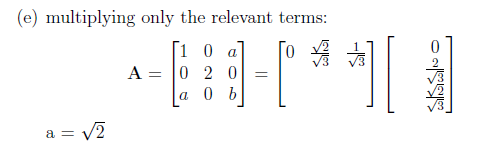 (e) multiplying only the relevant terms:
A = [1 0 a; 0 2 0; a 0 b] = [0 √2/√3 1/√3] [0; 2/√3; √2/√3]
a = √2